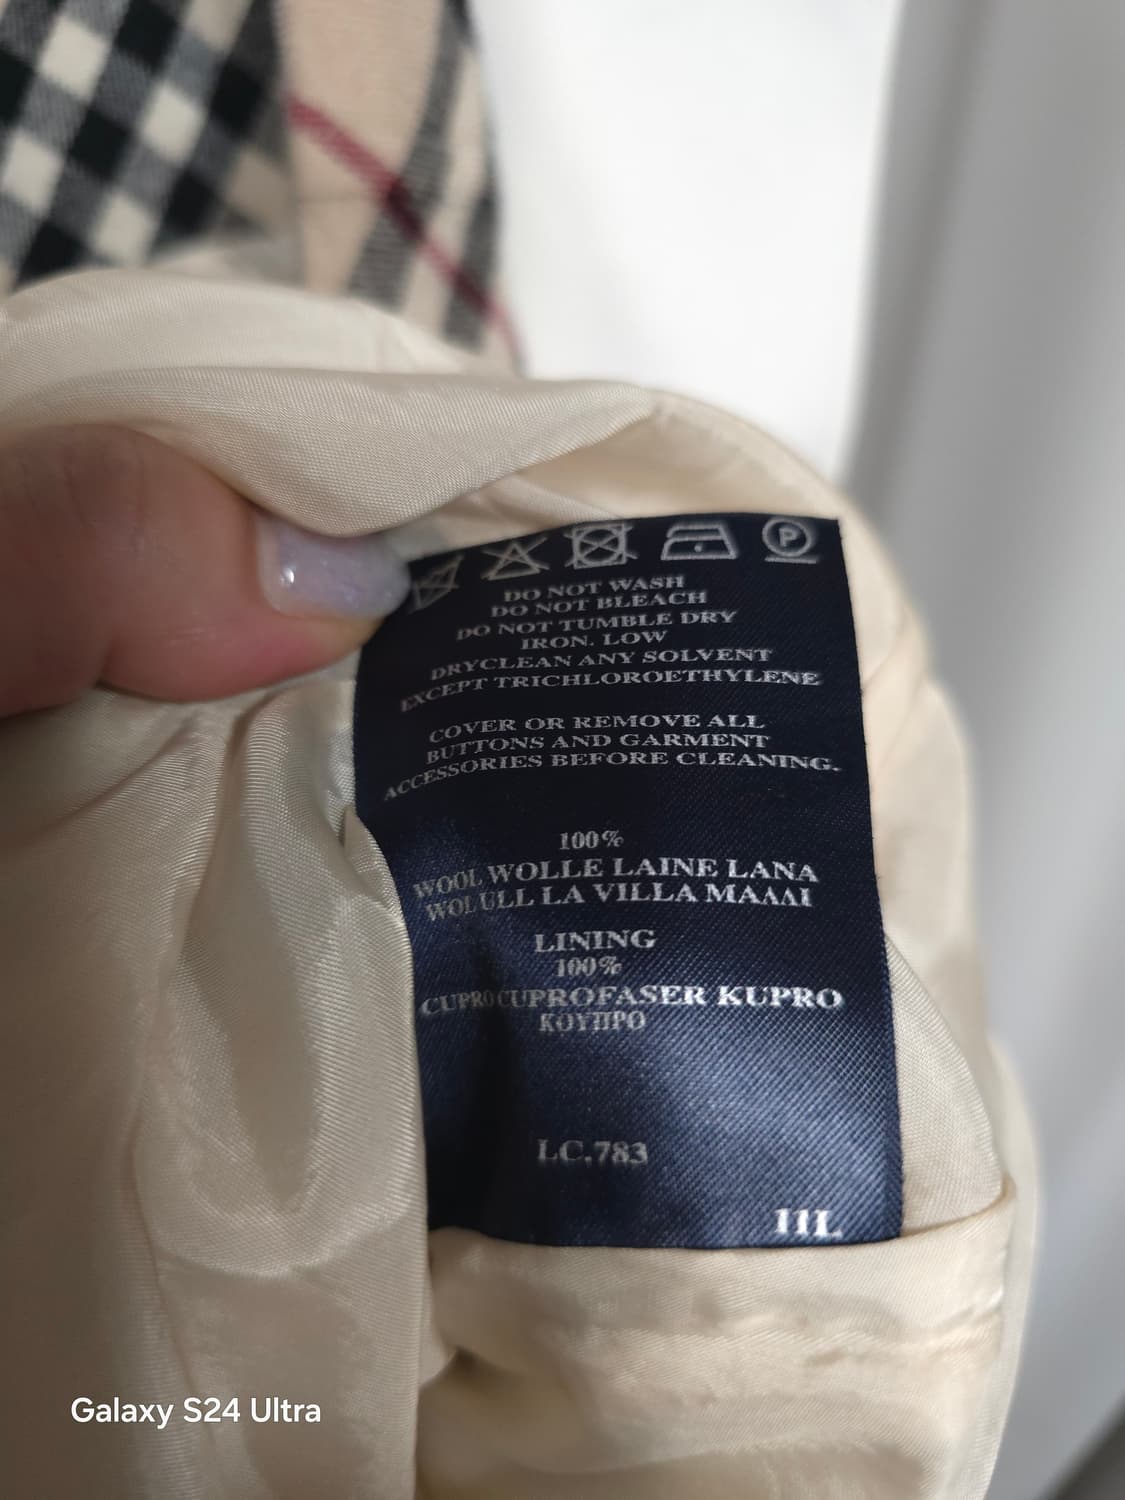 P
DO NOT WASH
DO NOT BLEACH
DO NOT TUMBLE DRY
IRON. LOW
DRYCLEAN ANY SOLVENT
EXCEPT TRICHLOROETHYLENE
COVER OR REMOVE ALL
BUTTONS AND GARMENT
ACCESSORIES BEFORE CLEANING.
100%
WOOL WOLLE LAINE LANA
WOL ULL LA VILLA ΜΑΛΛΙ
LINING
100%
CUPRO CUPROFASER KUPRO
ΚΟΥΠΡΟ
LC.783
11L
Galaxy S24 Ultra